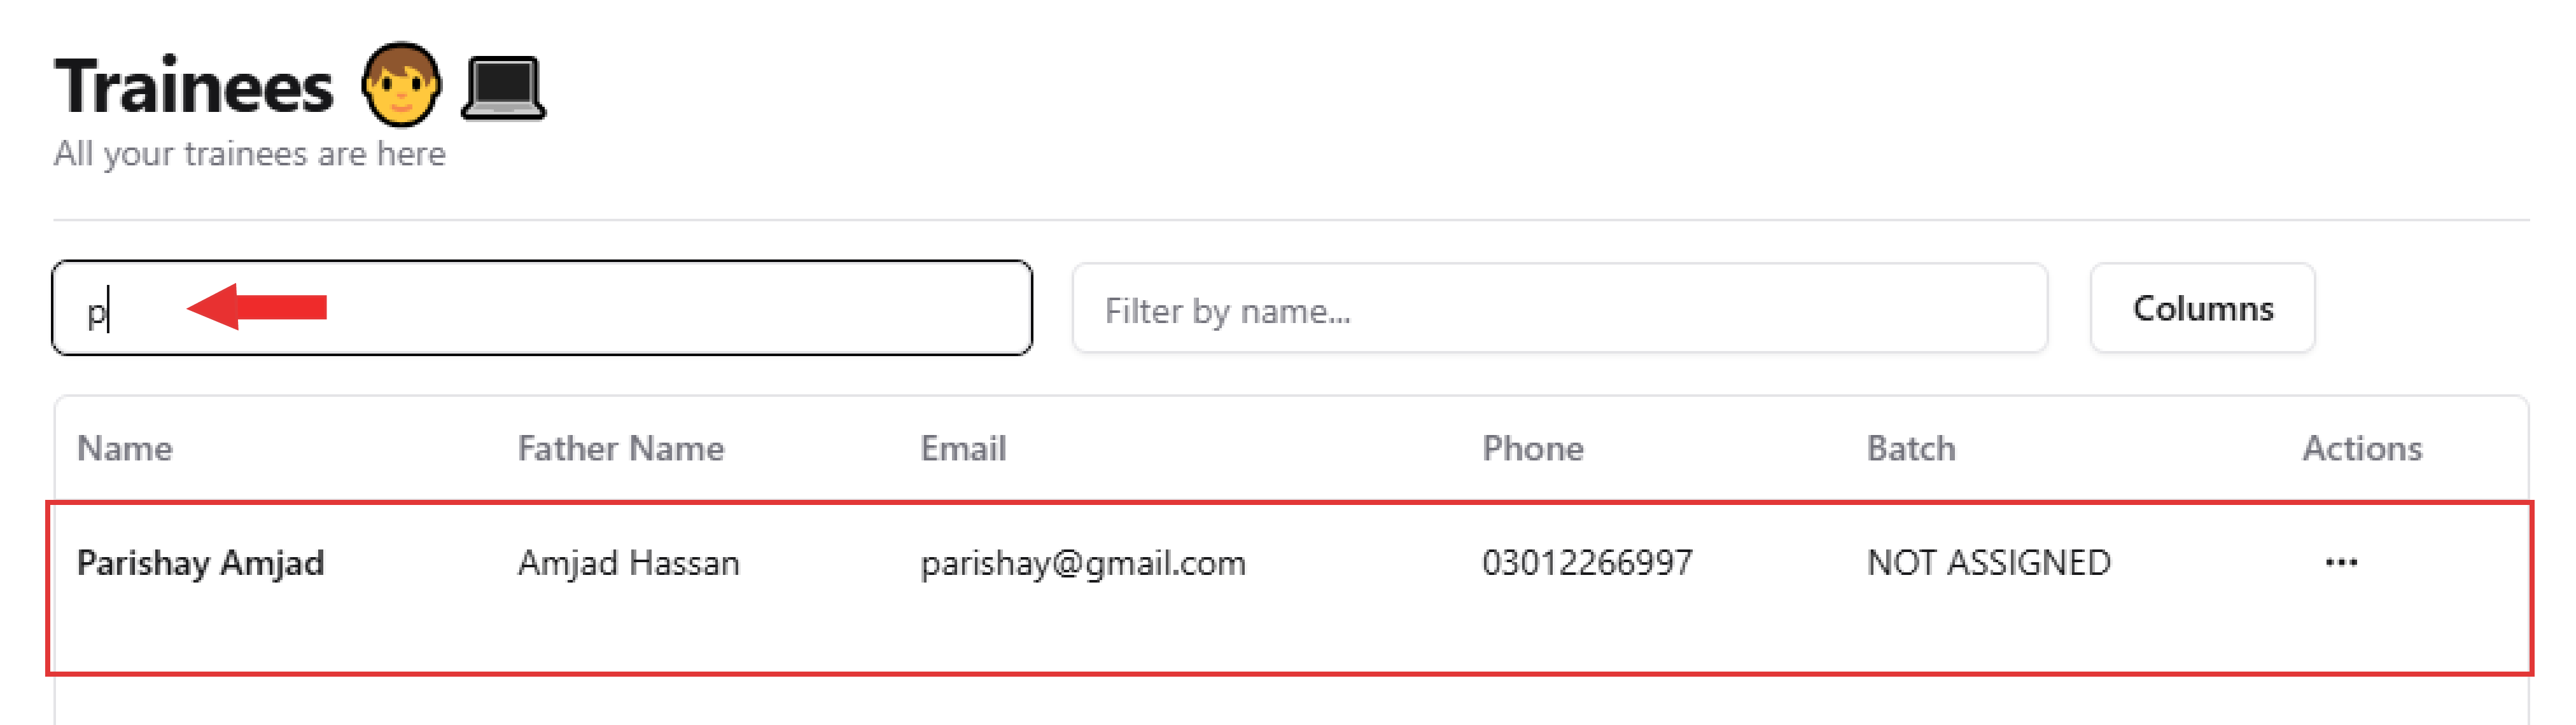 Trainees
All your trainees are here
p
Filter by name...
Columns
Name Father Name Email Phone Batch Actions
Parishay Amjad Amjad Hassan parishay@gmail.com 03012266997 NOT ASSIGNED ...